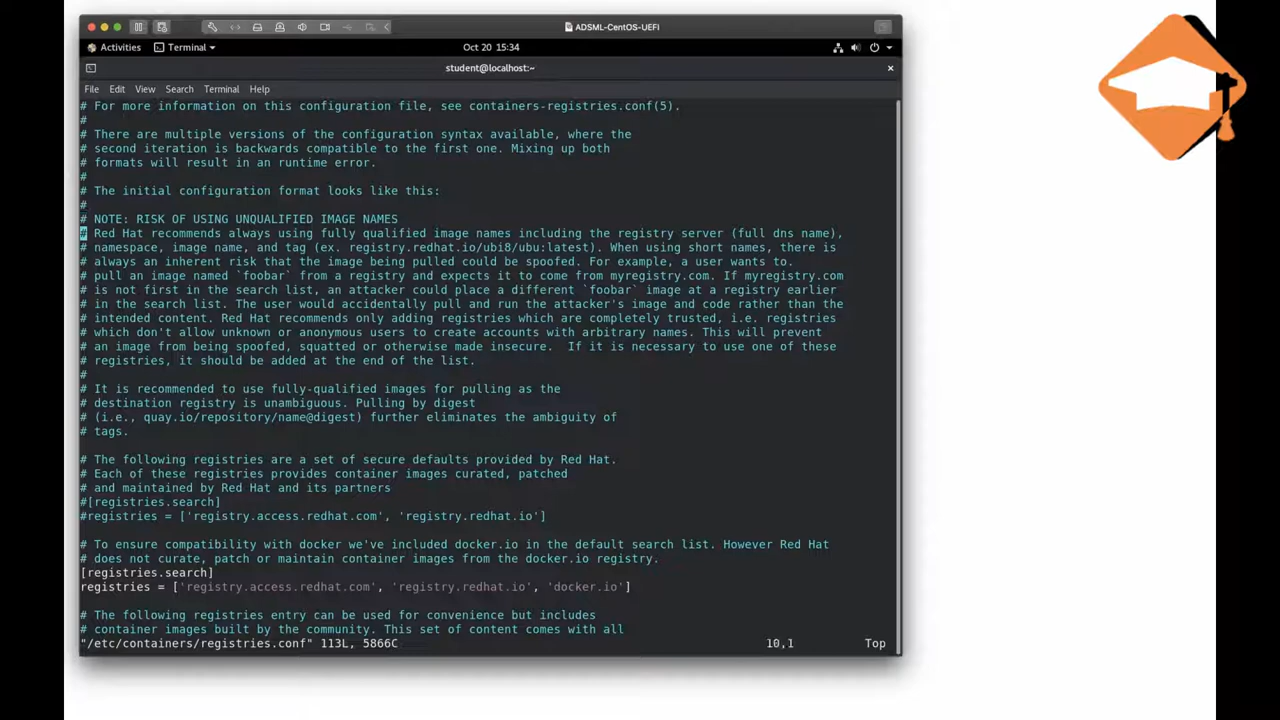 ADSML-CentOS-UEFI
Activities Terminal Oct 20 15:34
student@localhost:~
File Edit View Search Terminal Help
# For more information on this configuration file, see containers-registries.conf(5).
#
# There are multiple versions of the configuration syntax available, where the
# second iteration is backwards compatible to the first one. Mixing up both
# formats will result in an runtime error.
#
# The initial configuration format looks like this:
#
# NOTE: RISK OF USING UNQUALIFIED IMAGE NAMES
# Red Hat recommends always using fully qualified image names including the registry server (full dns name),
# namespace, image name, and tag (ex. registry.redhat.io/ubi8/ubu:latest). When using short names, there is
# always an inherent risk that the image being pulled could be spoofed. For example, a user wants to.
# pull an image named `foobar` from a registry and expects it to come from myregistry.com. If myregistry.com
# is not first in the search list, an attacker could place a different `foobar` image at a registry earlier
# in the search list. The user would accidentally pull and run the attacker's image and code rather than the
# intended content. Red Hat recommends only adding registries which are completely trusted, i.e. registries
# which don't allow unknown or anonymous users to create accounts with arbitrary names. This will prevent
# an image from being spoofed, squatted or otherwise made insecure.  If it is necessary to use one of these
# registries, it should be added at the end of the list.
#
# It is recommended to use fully-qualified images for pulling as the
# destination registry is unambiguous. Pulling by digest
# (i.e., quay.io/repository/name@digest) further eliminates the ambiguity of
# tags.
# The following registries are a set of secure defaults provided by Red Hat.
# Each of these registries provides container images curated, patched
# and maintained by Red Hat and its partners
#[registries.search]
#registries = ['registry.access.redhat.com', 'registry.redhat.io']
# To ensure compatibility with docker we've included docker.io in the default search list. However Red Hat
# does not curate, patch or maintain container images from the docker.io registry.
[registries.search]
registries = ['registry.access.redhat.com', 'registry.redhat.io', 'docker.io']
# The following registries entry can be used for convenience but includes
# container images built by the community. This set of content comes with all
"/etc/containers/registries.conf" 113L, 5866C 10,1 Top